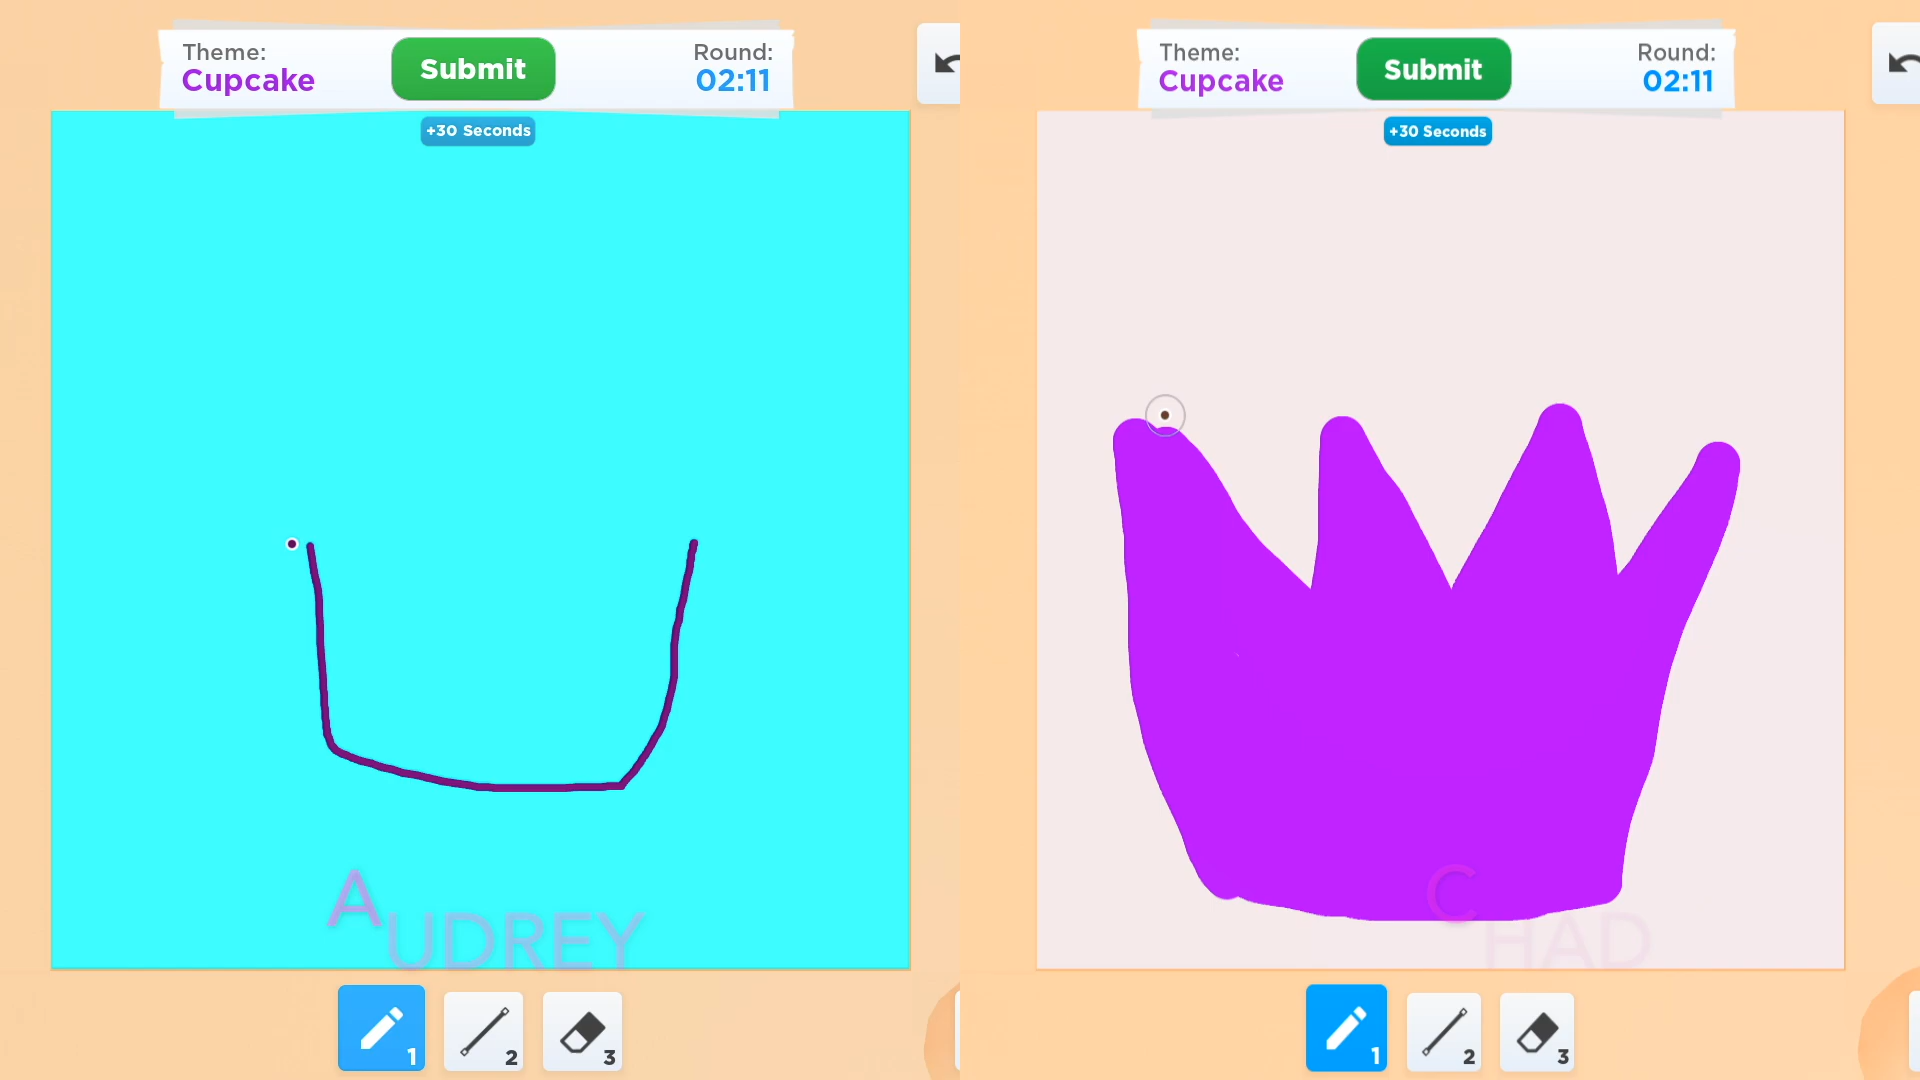 Theme:
Cupcake
Submit
Round:
02:11
+30 Seconds
AUDREY
1
2
3
Theme:
Cupcake
Submit
Round:
02:11
+30 Seconds
CHAD
1
2
3